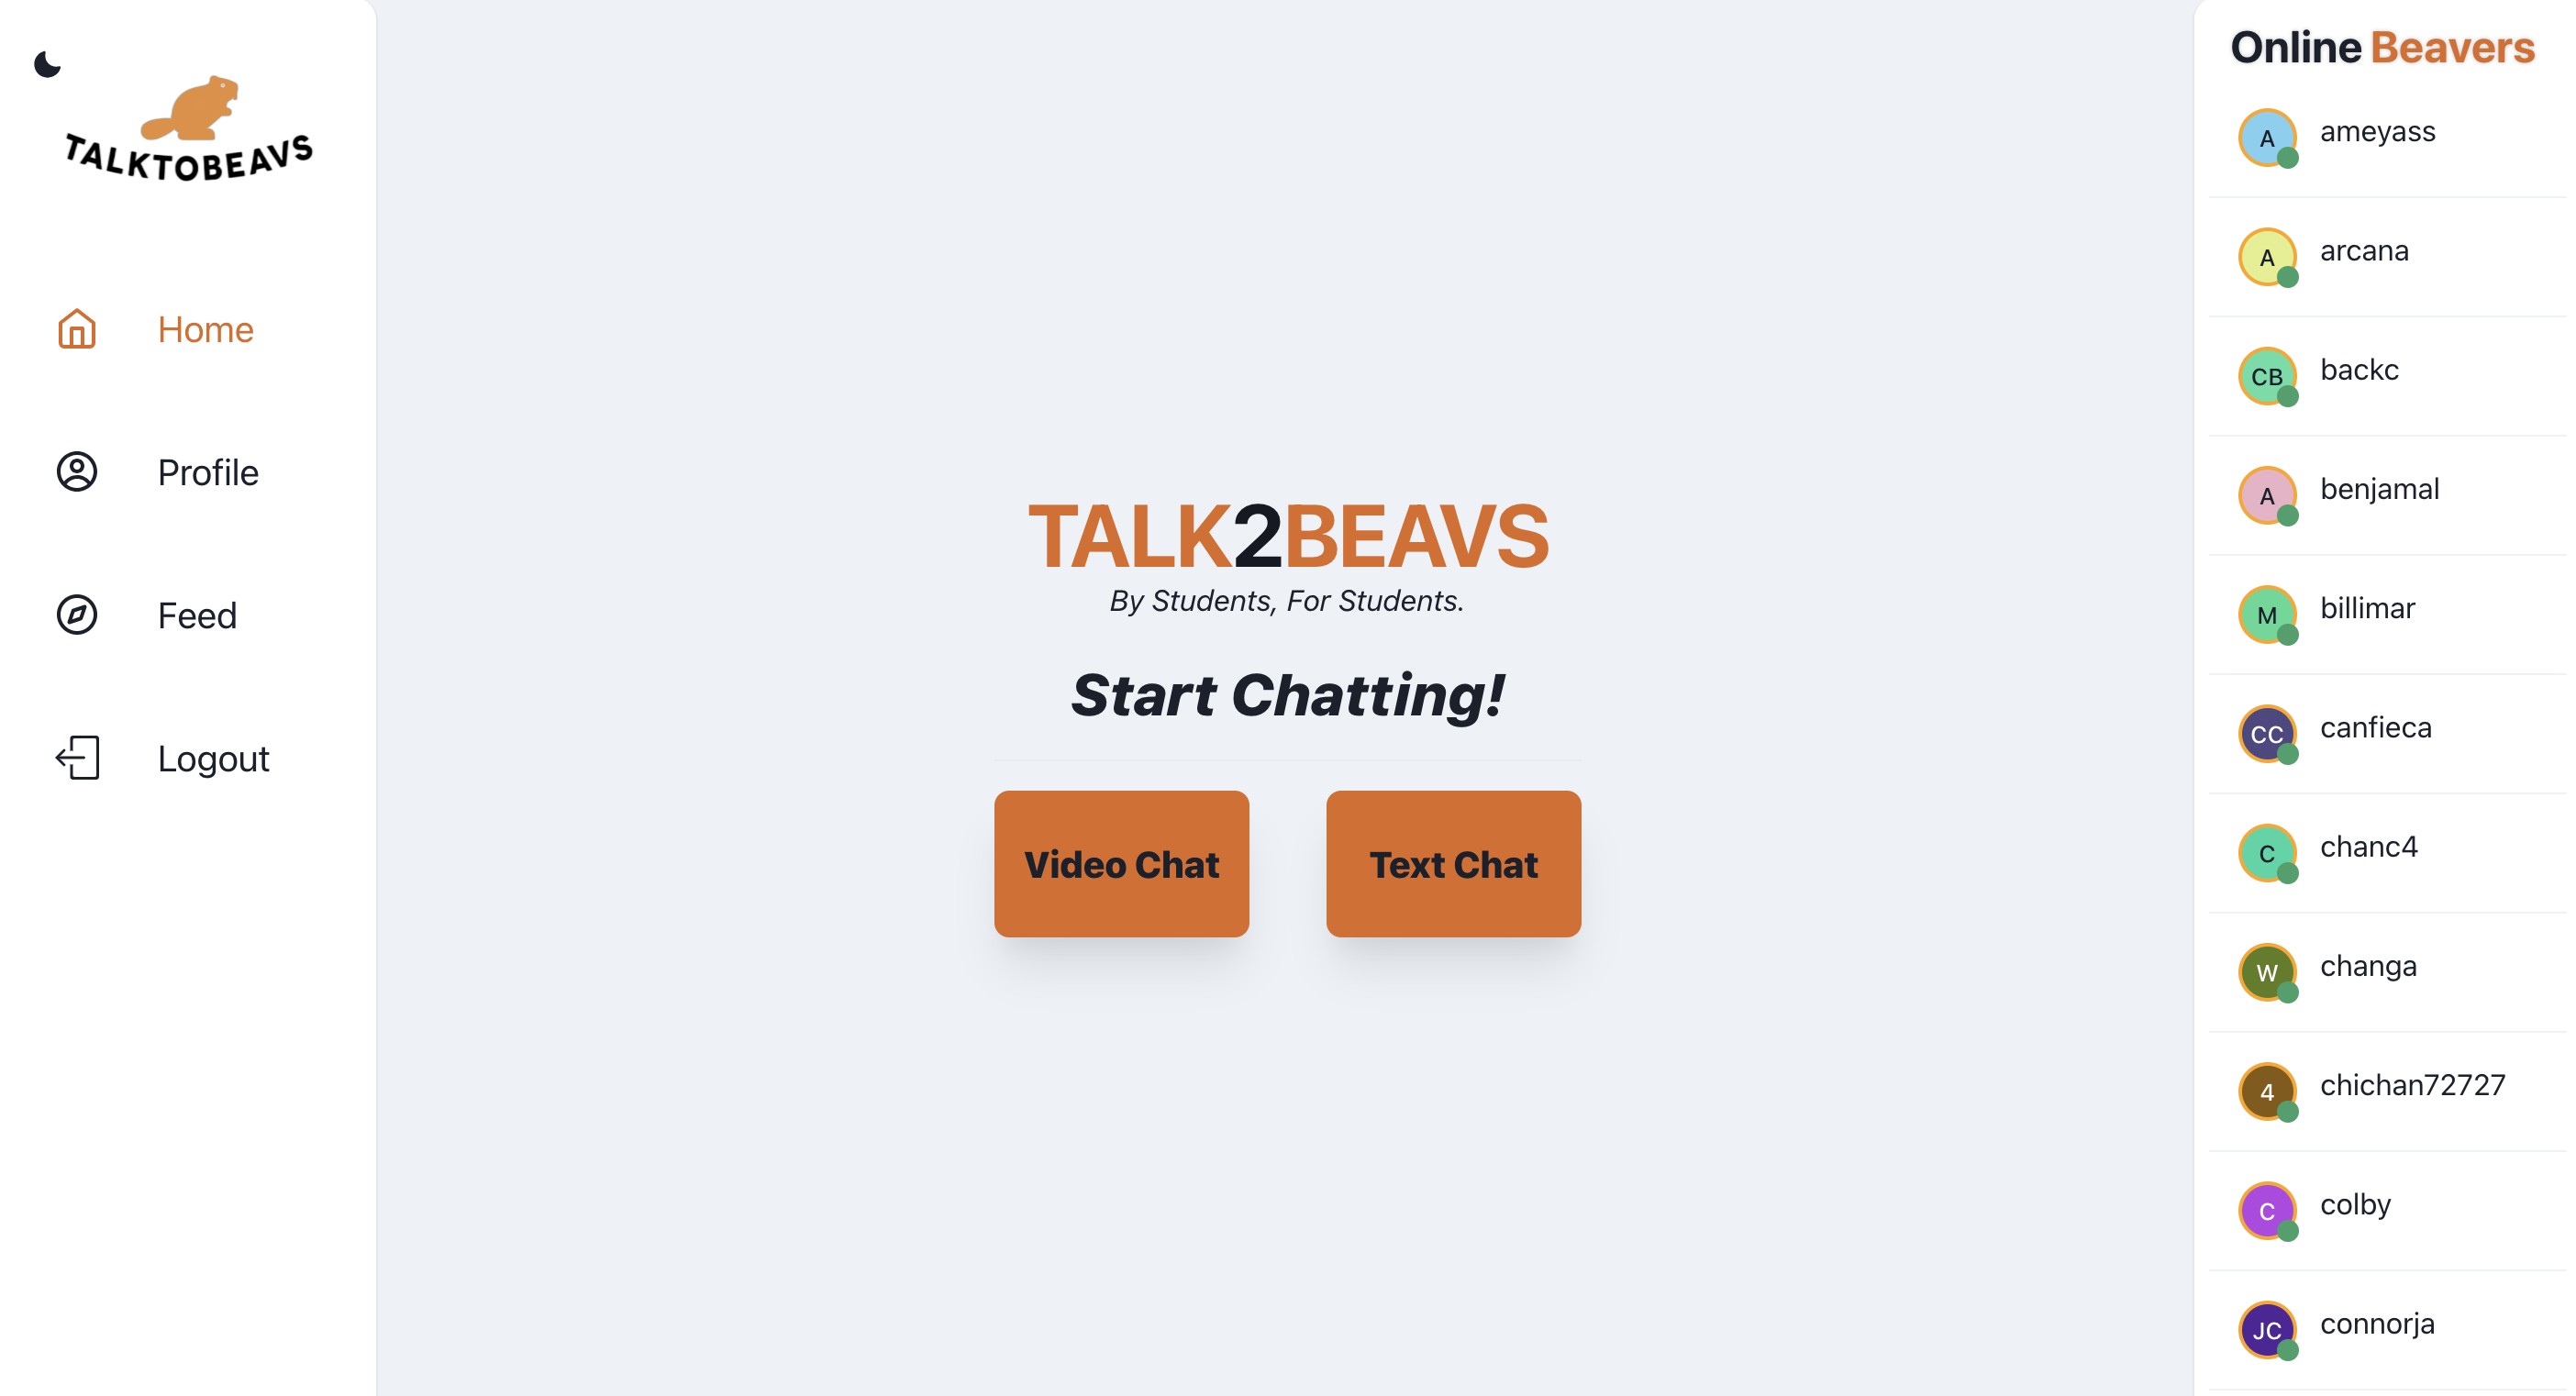 TALKTOBEAVS
Home
Profile
Feed
Logout
TALK2BEAVS
By Students, For Students.
Start Chatting!
Video Chat
Text Chat
Online Beavers
A
ameyass
A
arcana
CB
backc
A
benjamal
M
billimar
CC
canfieca
C
chanc4
W
changa
4
chichan72727
C
colby
JC
connorja